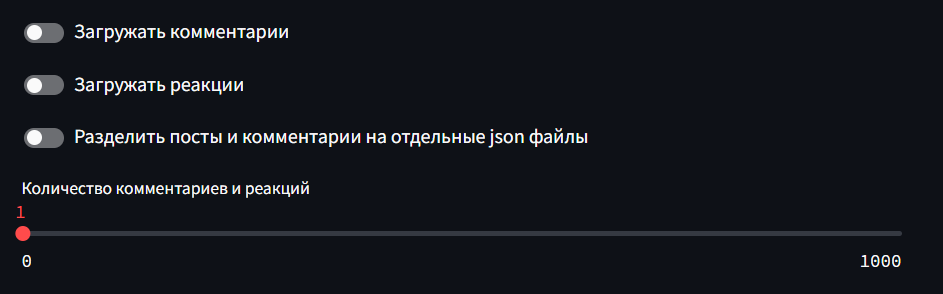 Загружать комментарии
Загружать реакции
Разделить посты и комментарии на отдельные json файлы
Количество комментариев и реакций
1
0 1000